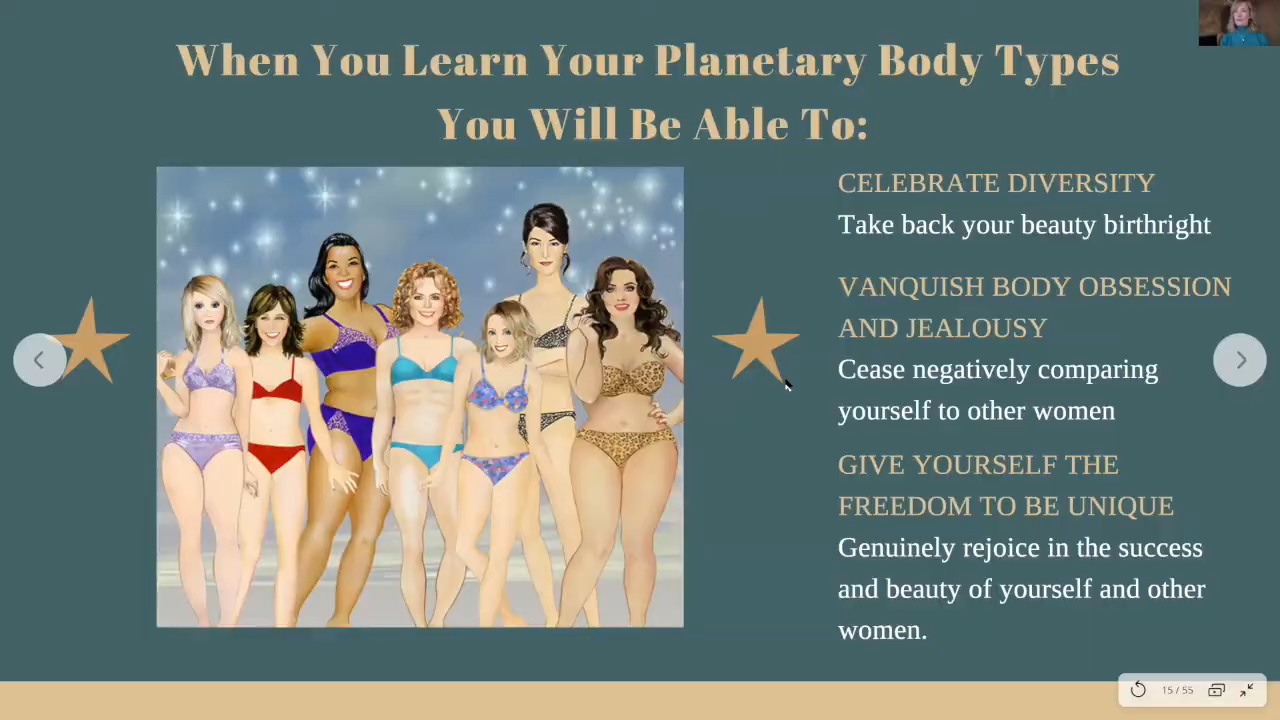 When You Learn Your Planetary Body Types
You Will Be Able To:
CELEBRATE DIVERSITY
Take back your beauty birthright
VANQUISH BODY OBSESSION
AND JEALOUSY
Cease negatively comparing
yourself to other women
GIVE YOURSELF THE
FREEDOM TO BE UNIQUE
Genuinely rejoice in the success
and beauty of yourself and other
women.
15 / 55